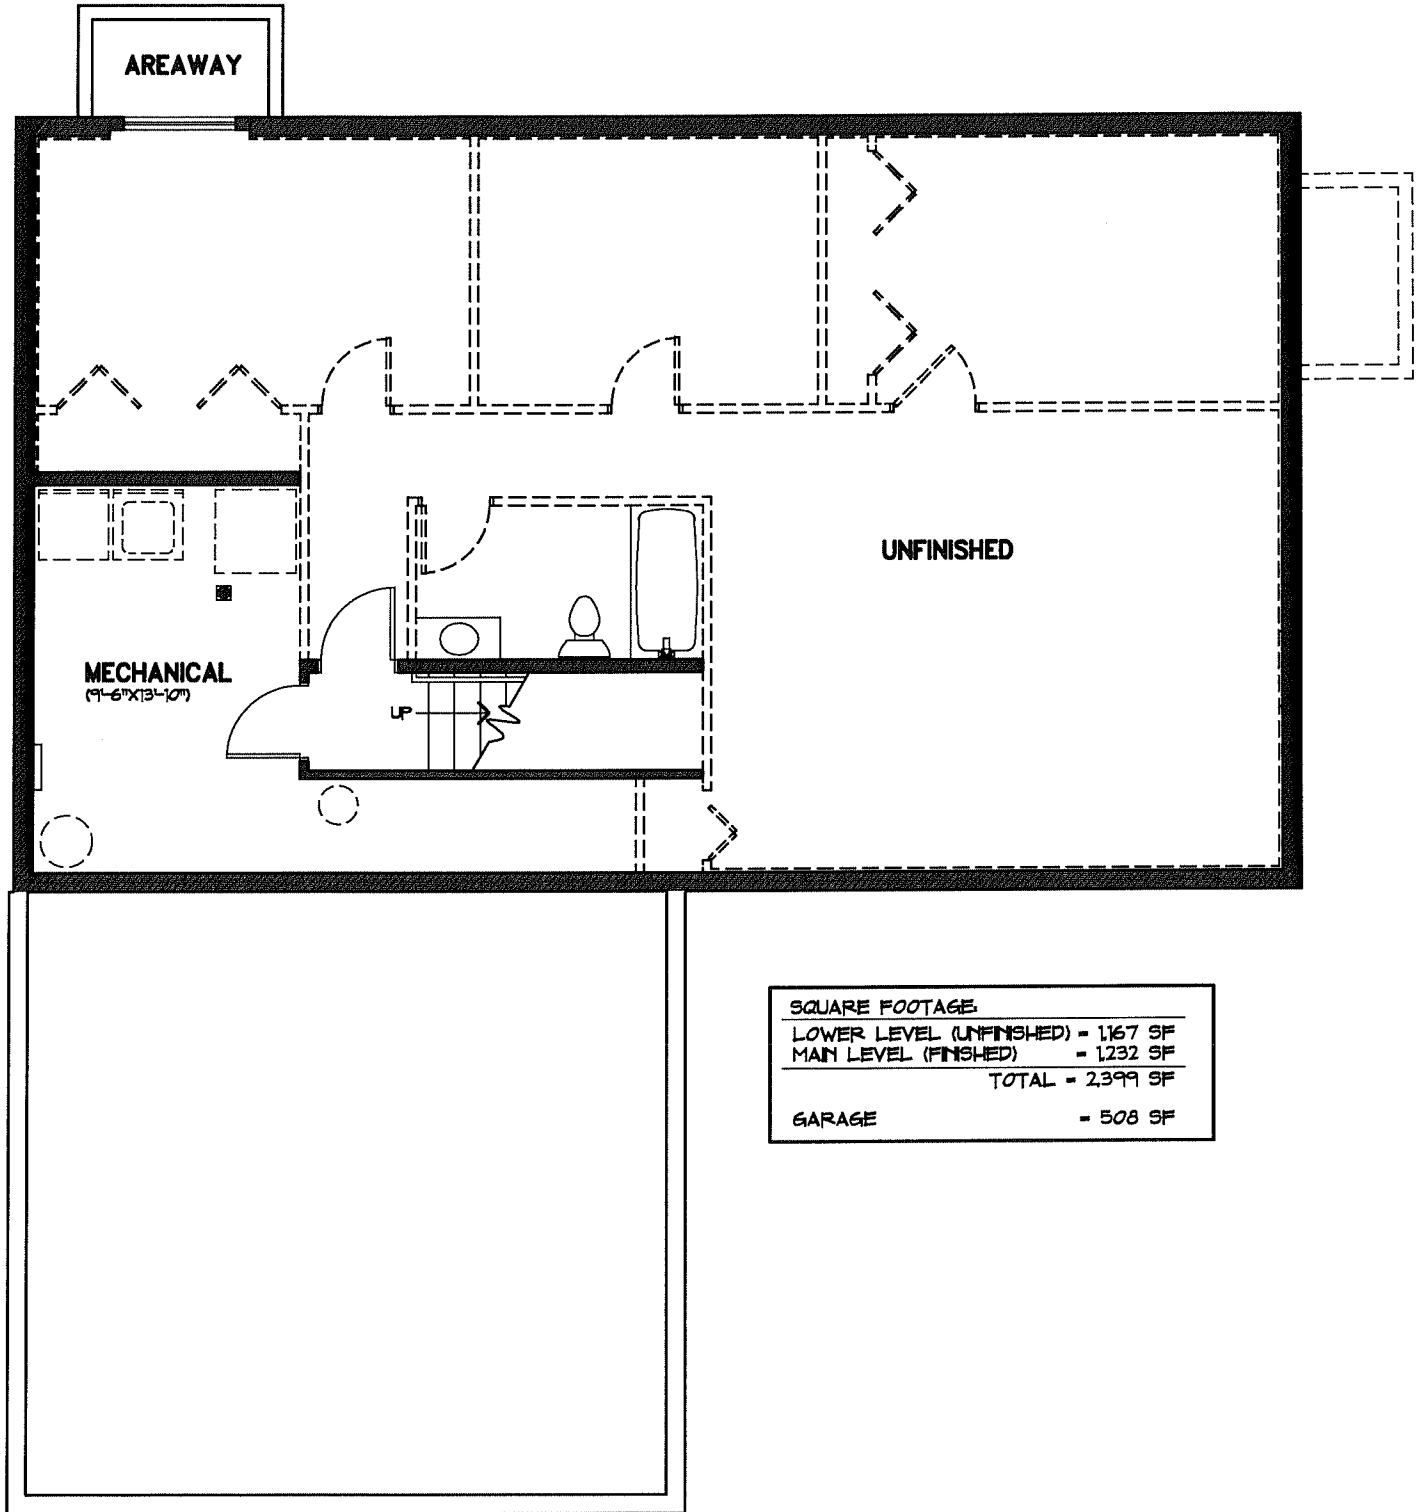 AREAWAY
UNFINISHED
MECHANICAL
(9'-6"X13'-10")
UP
SQUARE FOOTAGE:
LOWER LEVEL (UNFINISHED) = 1,167 SF
MAIN LEVEL (FINISHED) = 1,232 SF
TOTAL = 2,399 SF
GARAGE = 508 SF